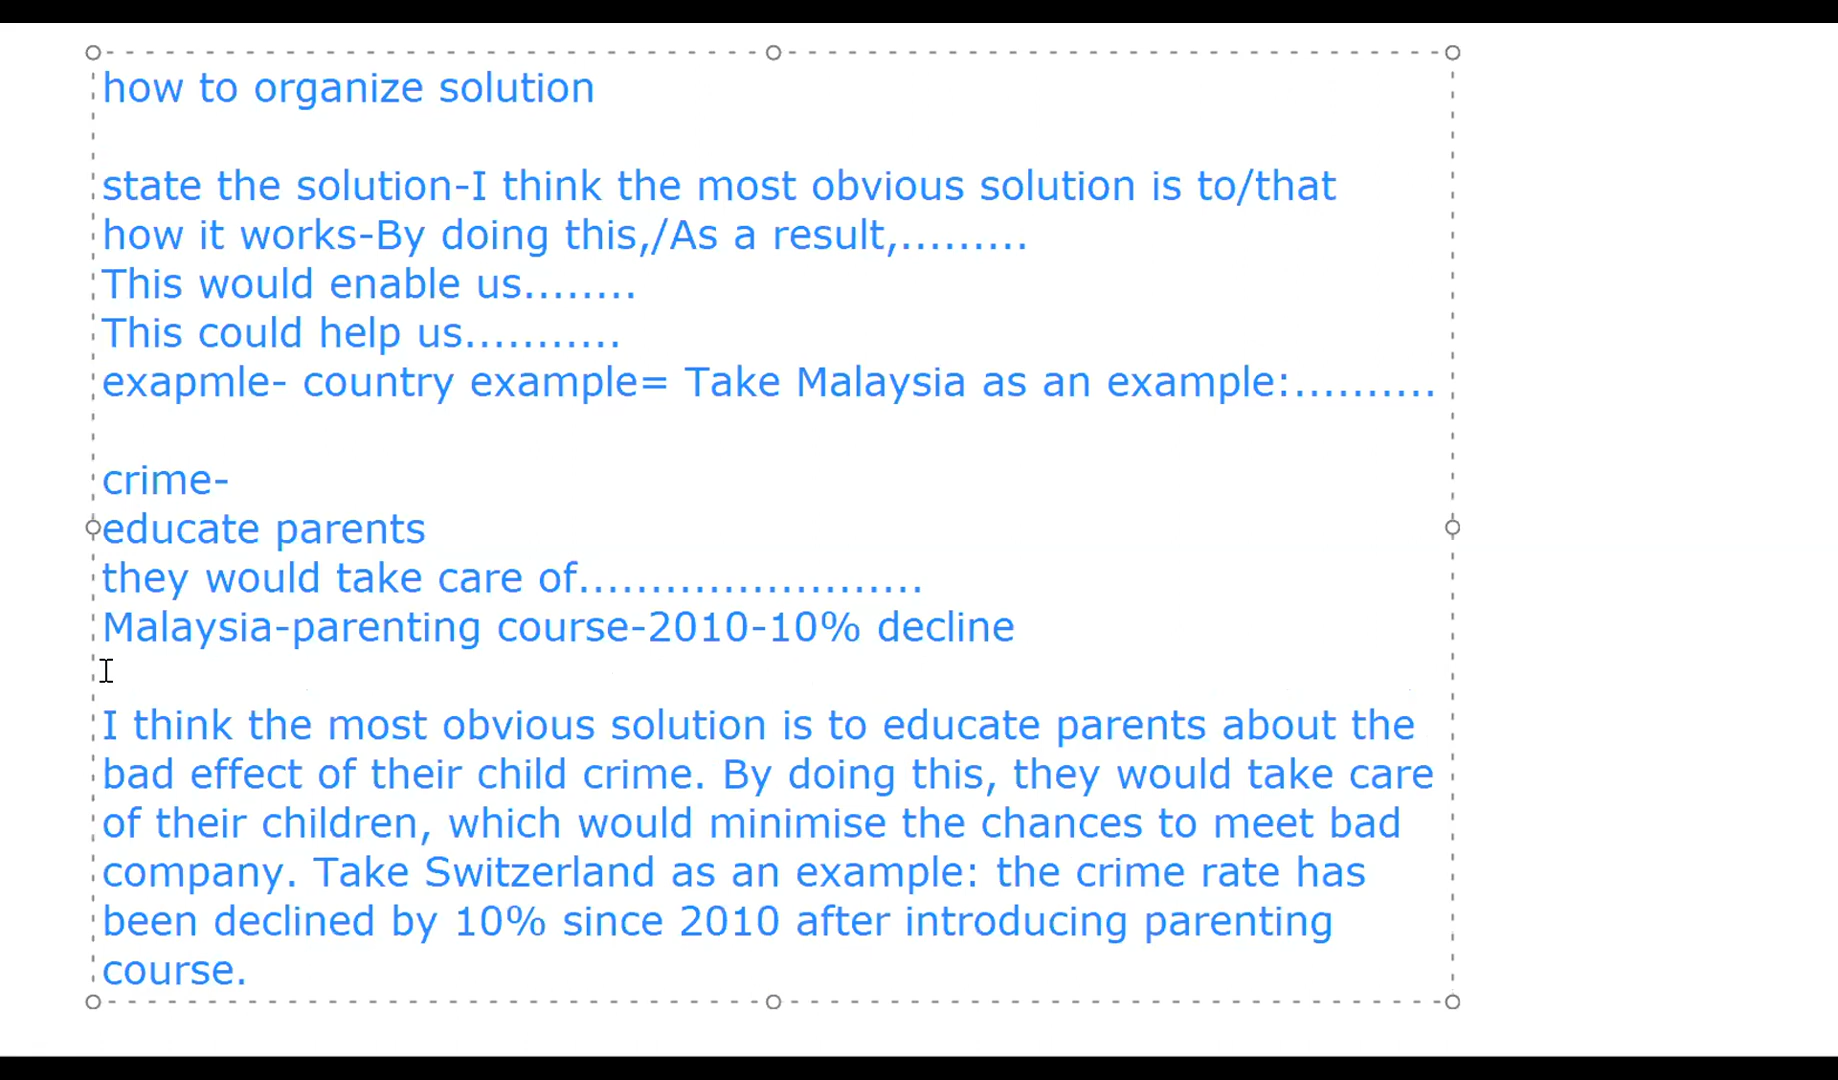 how to organize solution
state the solution-I think the most obvious solution is to/that
how it works-By doing this,/As a result,.........
This would enable us........
This could help us...........
exapmle- country example= Take Malaysia as an example:..........
crime-
educate parents
they would take care of........................
Malaysia-parenting course-2010-10% decline
I think the most obvious solution is to educate parents about the
bad effect of their child crime. By doing this, they would take care
of their children, which would minimise the chances to meet bad
company. Take Switzerland as an example: the crime rate has
been declined by 10% since 2010 after introducing parenting
course.